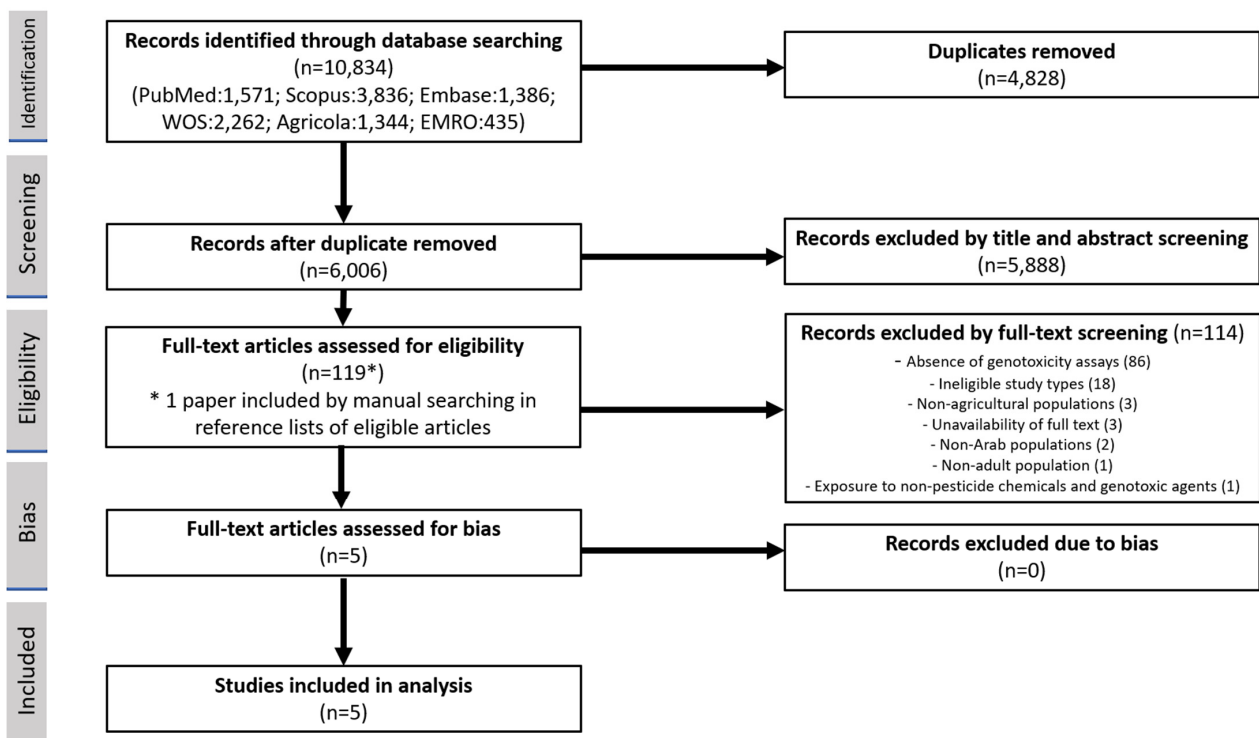 Identification
Records identified through database searching
(n=10,834)
(PubMed:1,571; Scopus:3,836; Embase:1,386;
WOS:2,262; Agricola:1,344; EMRO:435)
Duplicates removed
(n=4,828)
Screening
Records after duplicate removed
(n=6,006)
Records excluded by title and abstract screening
(n=5,888)
Eligibility
Full-text articles assessed for eligibility
(n=119*)
* 1 paper included by manual searching in
reference lists of eligible articles
Records excluded by full-text screening (n=114)
- Absence of genotoxicity assays (86)
- Ineligible study types (18)
- Non-agricultural populations (3)
- Unavailability of full text (3)
- Non-Arab populations (2)
- Non-adult population (1)
- Exposure to non-pesticide chemicals and genotoxic agents (1)
Bias
Full-text articles assessed for bias
(n=5)
Records excluded due to bias
(n=0)
Included
Studies included in analysis
(n=5)